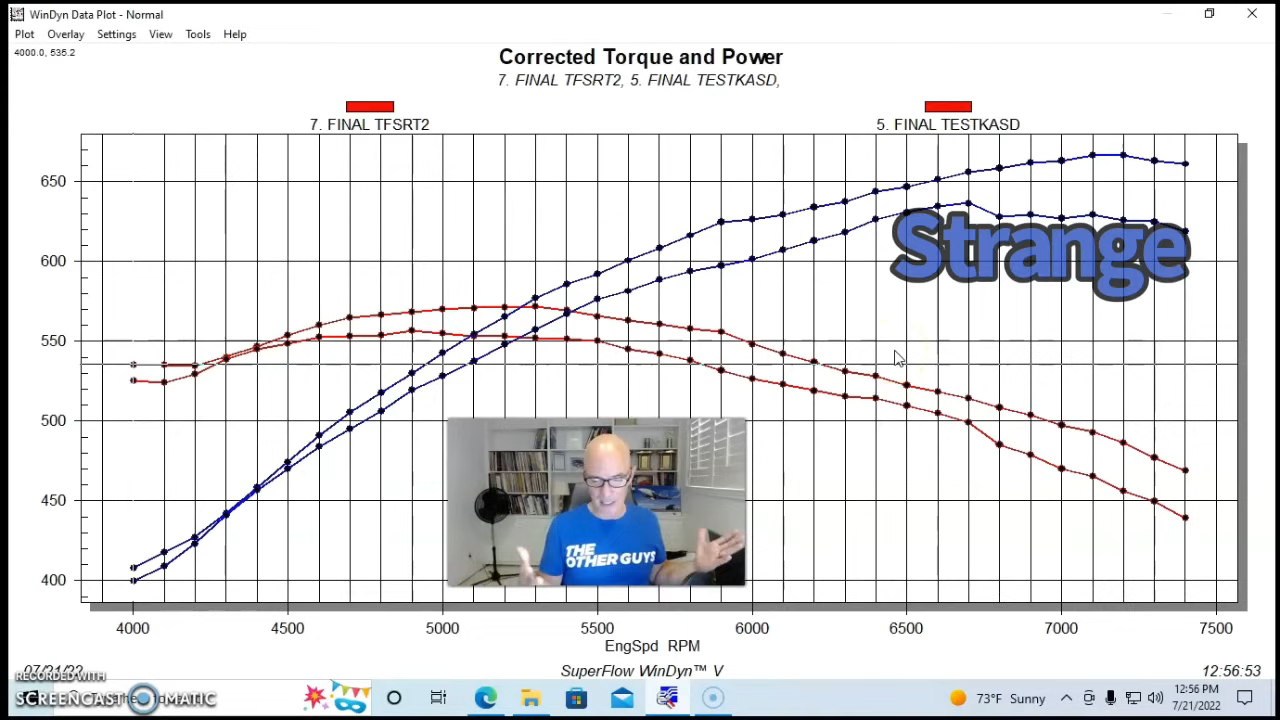 WinDyn Data Plot - Normal
Plot Overlay Settings View Tools Help
4000.0, 535.2
Corrected Torque and Power
7. FINAL TFSRT2, 5. FINAL TESTKASD,
7. FINAL TFSRT2 5. FINAL TESTKASD
650
600
550
500
450
400
Strange
THE
OTHER GUYS
4000 4500 5000 5500 6000 6500 7000 7500
EngSpd RPM
07/21/22 SuperFlow WinDyn™ V 12:56:53
RECORDED WITH
SCREENCAST MATIC
73°F Sunny
12:56 PM
7/21/2022